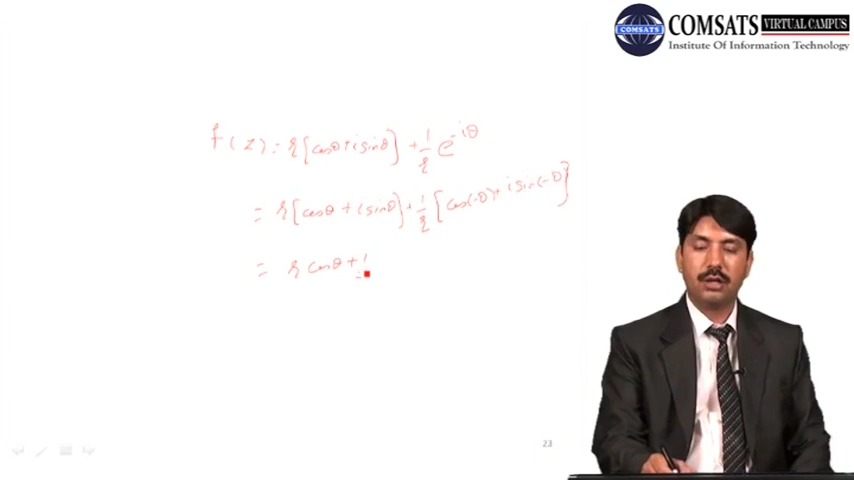 COMSATS
COMSATS VIRTUAL CAMPUS
Institute Of Information Technology
f(z) = r[cosθ + i sinθ] + 1/r e^{-iθ}
= r[cosθ + i sinθ] + 1/r [cos(-θ) + i sin(-θ)]
= r cosθ + 1
23